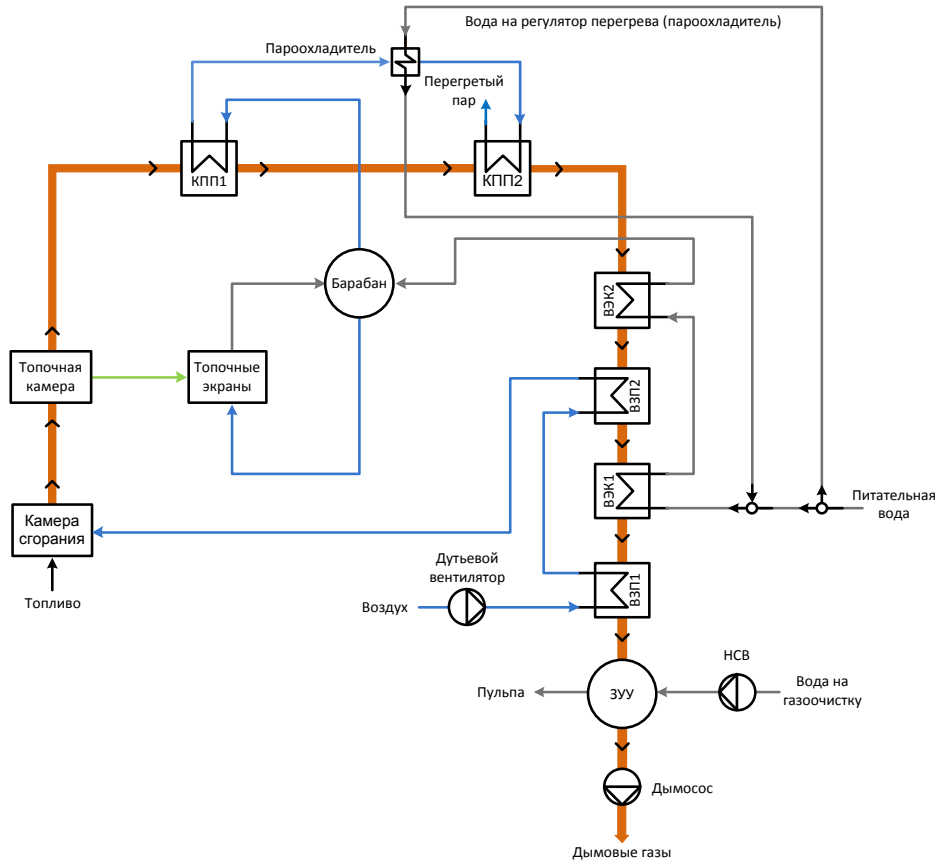 Вода на регулятор перегрева (пароохладитель)
Пароохладитель
Перегретый
пар
КПП1
КПП2
Барабан
ВЭК2
Топочная
камера
Топочные
экраны
ВЗП2
ВЭК1
Питательная
вода
Камера
сгорания
Дутьевой
вентилятор
ВЗП1
Топливо
Воздух
НСВ
Пульпа
ЗУУ
Вода на
газоочистку
Дымосос
Дымовые газы